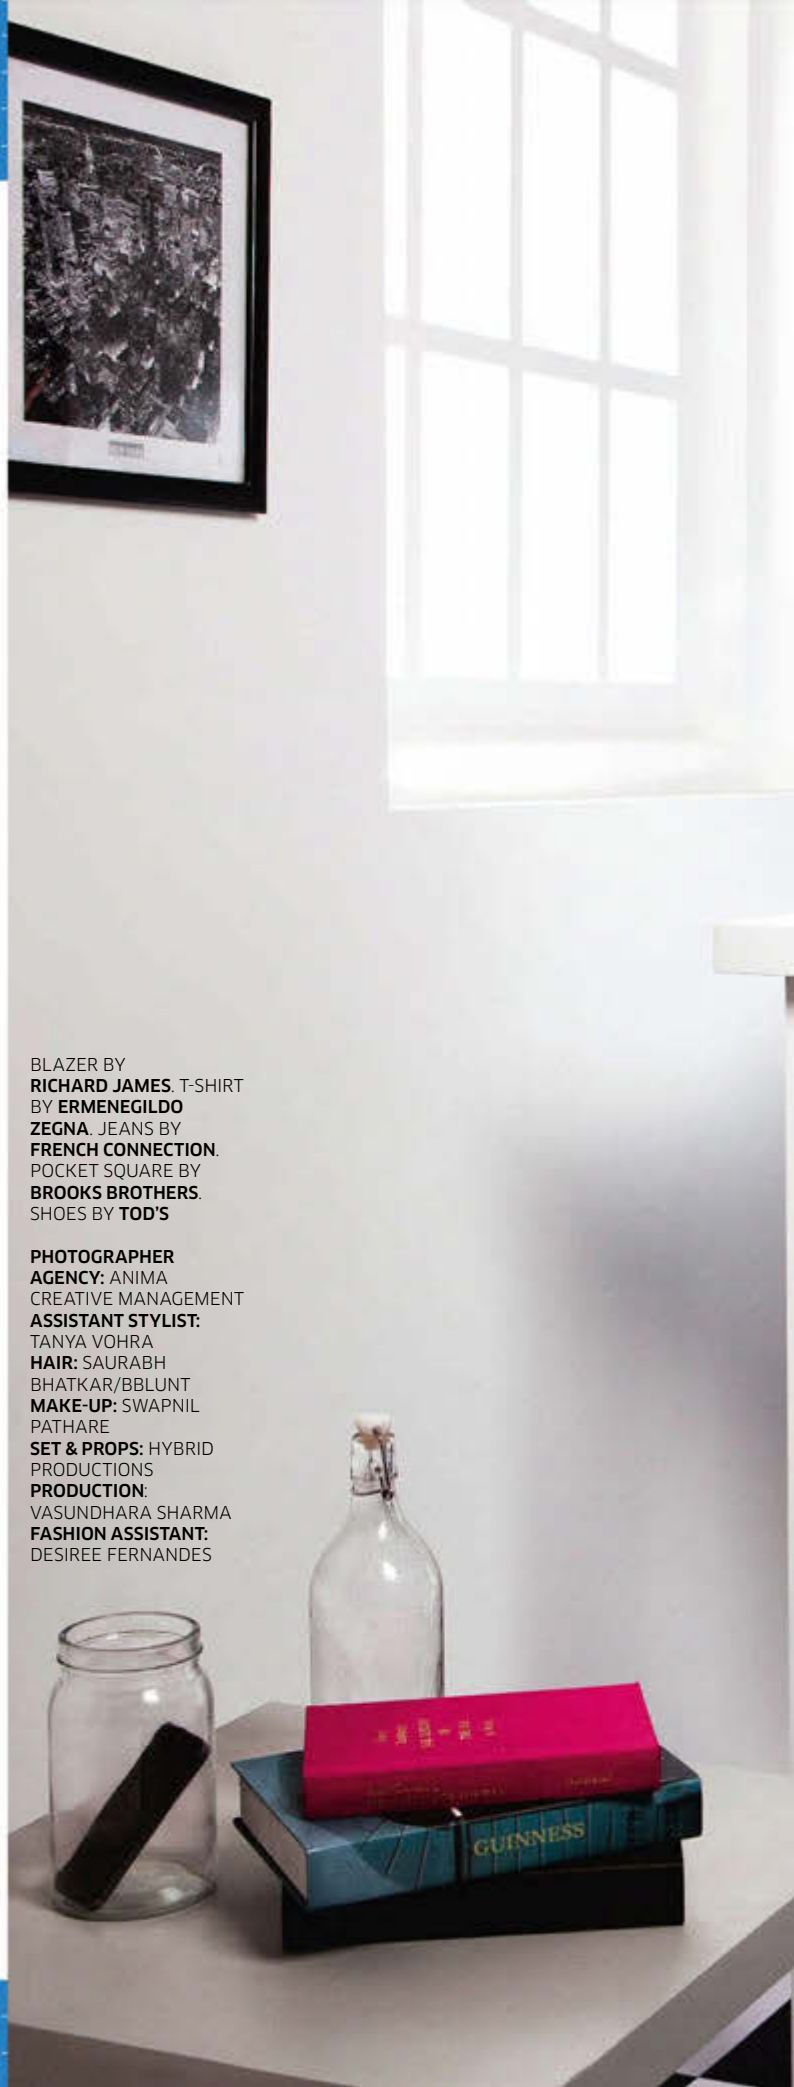 BLAZER BY
RICHARD JAMES. T-SHIRT
BY ERMENEGILDO
ZEGNA. JEANS BY
FRENCH CONNECTION.
POCKET SQUARE BY
BROOKS BROTHERS.
SHOES BY TOD'S
PHOTOGRAPHER
AGENCY: ANIMA
CREATIVE MANAGEMENT
ASSISTANT STYLIST:
TANYA VOHRA
HAIR: SAURABH
BHATKAR/BBLUNT
MAKE-UP: SWAPNIL
PATHARE
SET & PROPS: HYBRID
PRODUCTIONS
PRODUCTION:
VASUNDHARA SHARMA
FASHION ASSISTANT:
DESIREE FERNANDES
GUINNESS